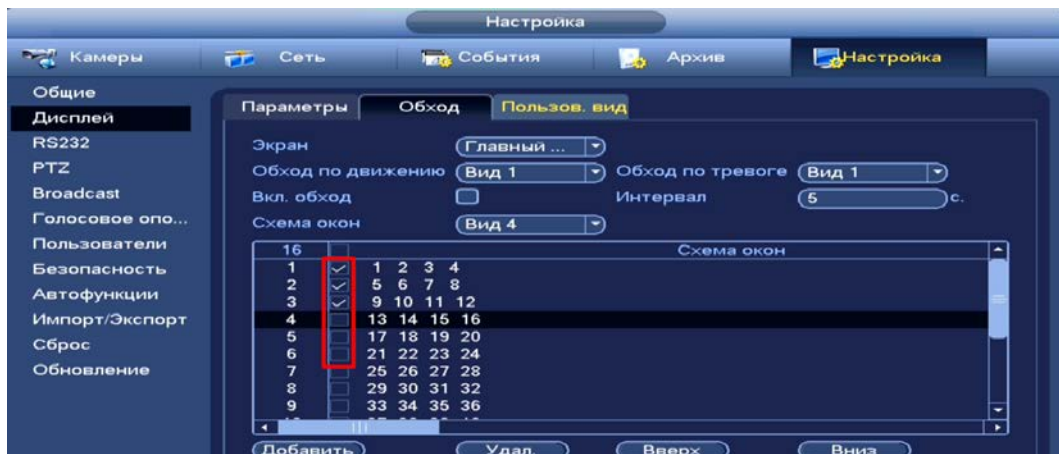 Настройка
Камеры Сеть События Архив Настройка
Общие
Дисплей
RS232
PTZ
Broadcast
Голосовое опо...
Пользователи
Безопасность
Автофункции
Импорт/Экспорт
Сброс
Обновление
Параметры Обход Пользов. вид
Экран Главный ...
Обход по движению Вид 1 Обход по тревоге Вид 1
Вкл. обход Интервал 5 с.
Схема окон Вид 4
16 Схема окон
1 1 2 3 4
2 5 6 7 8
3 9 10 11 12
4 13 14 15 16
5 17 18 19 20
6 21 22 23 24
7 25 26 27 28
8 29 30 31 32
9 33 34 35 36
Добавить Удал. Вверх Вниз